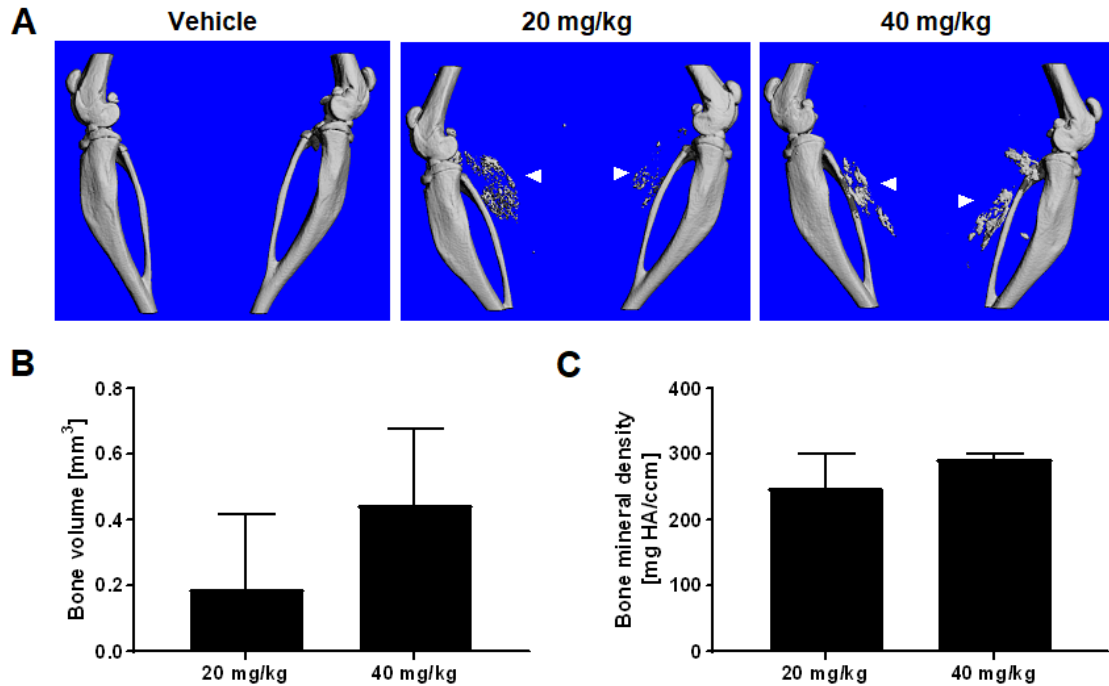 A
Vehicle
20 mg/kg
40 mg/kg
B
Bone volume [mm³]
0.8
0.6
0.4
0.2
0.0
20 mg/kg
40 mg/kg
C
Bone mineral density
[mg HA/ccm]
400
300
200
100
0
20 mg/kg
40 mg/kg